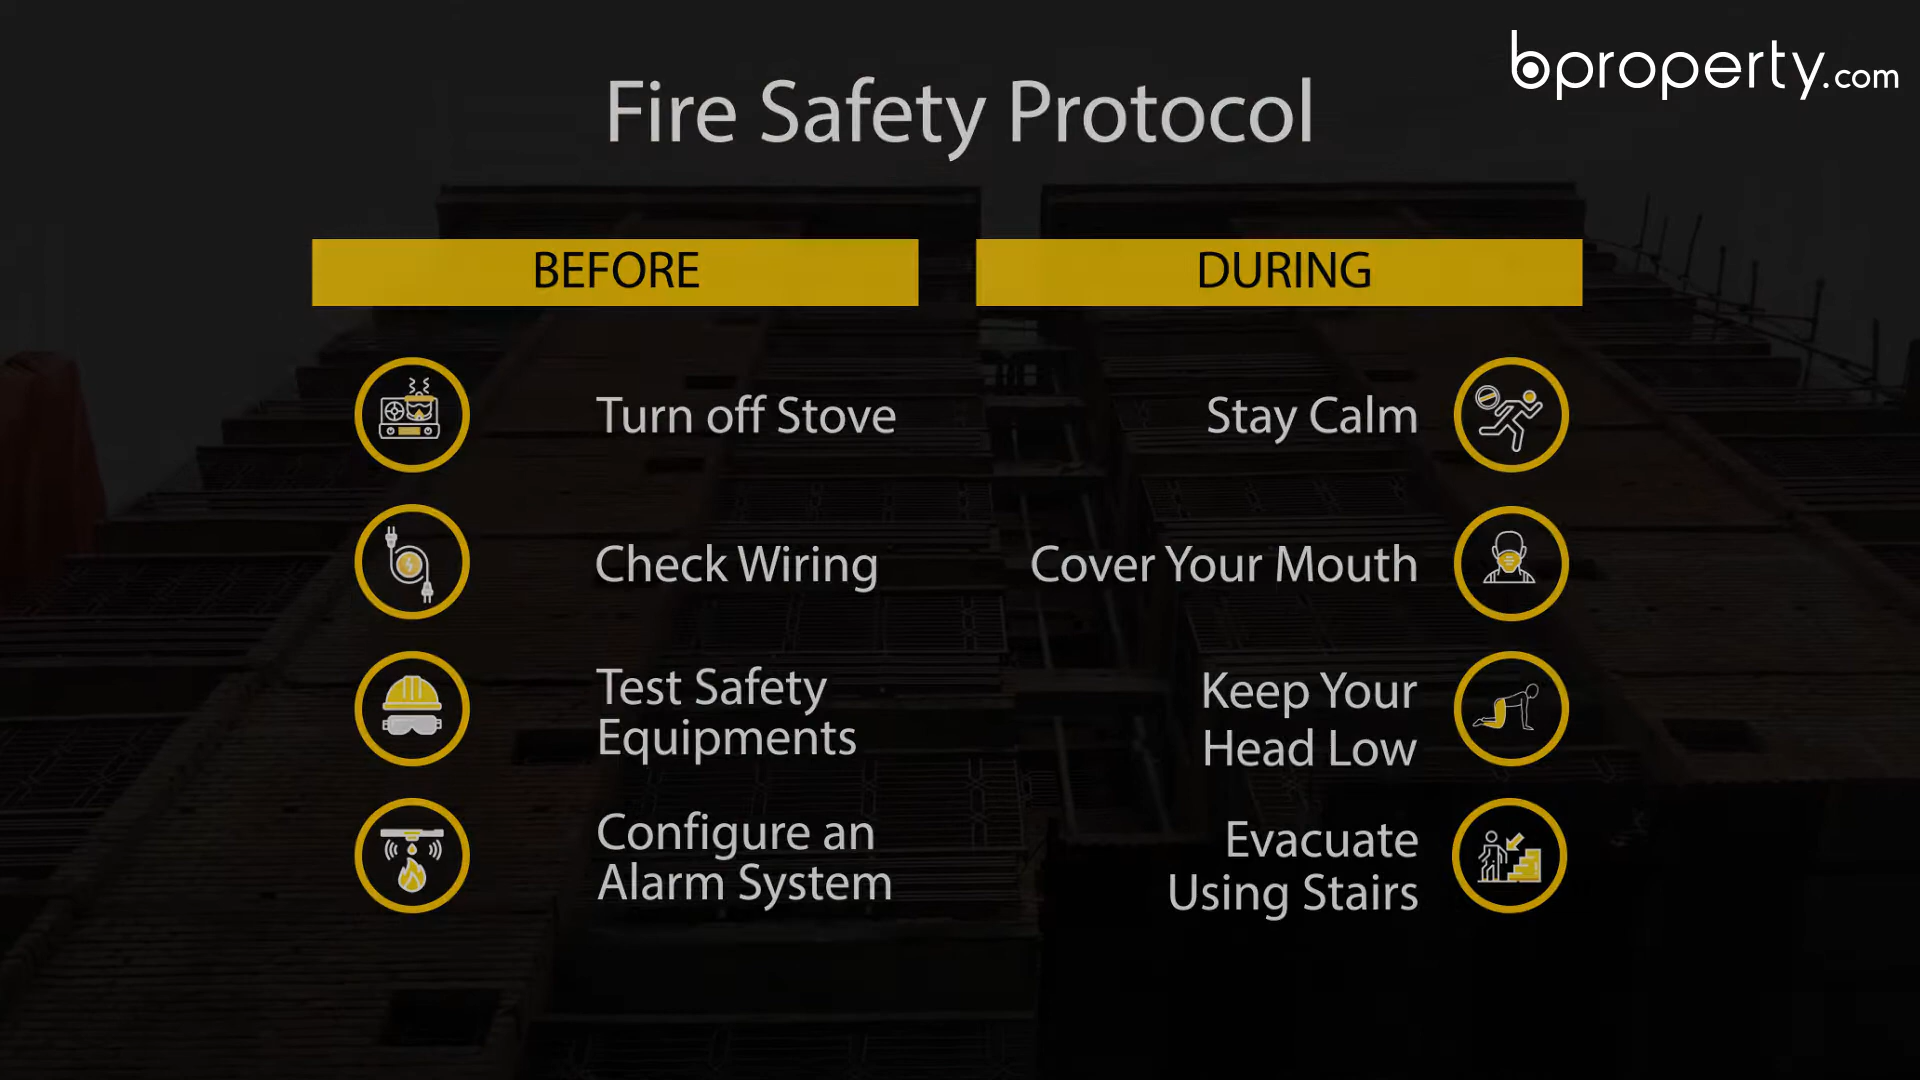 bproperty.com
Fire Safety Protocol
BEFORE
Turn off Stove
Check Wiring
Test Safety
Equipments
Configure an
Alarm System
DURING
Stay Calm
Cover Your Mouth
Keep Your
Head Low
Evacuate
Using Stairs